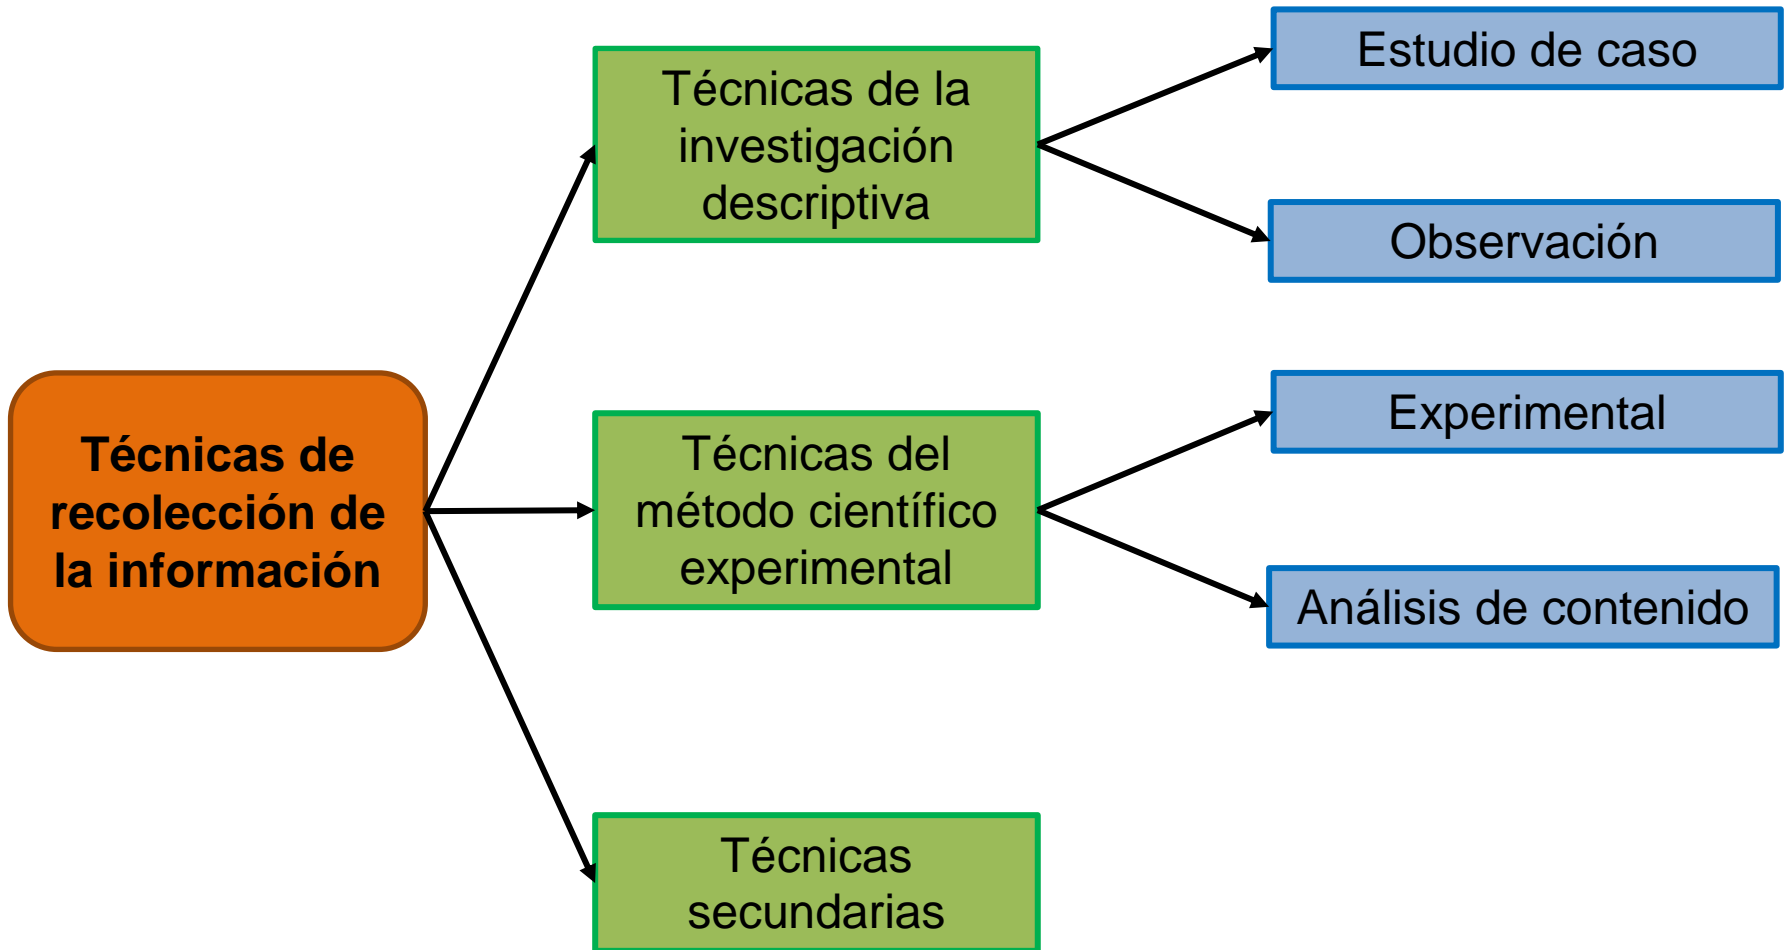 Técnicas de
recolección de
la información
Técnicas de la
investigación
descriptiva
Estudio de caso
Observación
Técnicas del
método científico
experimental
Experimental
Análisis de contenido
Técnicas
secundarias